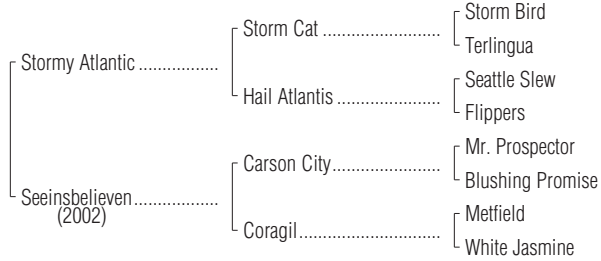 Storm Bird
Storm Cat ........................
Terlingua
Stormy Atlantic ................
Seattle Slew
Hail Atlantis .....................
Flippers
Mr. Prospector
Carson City......................
Blushing Promise
Seeinsbelieven .................
(2002)
Metfield
Coragil.............................
White Jasmine